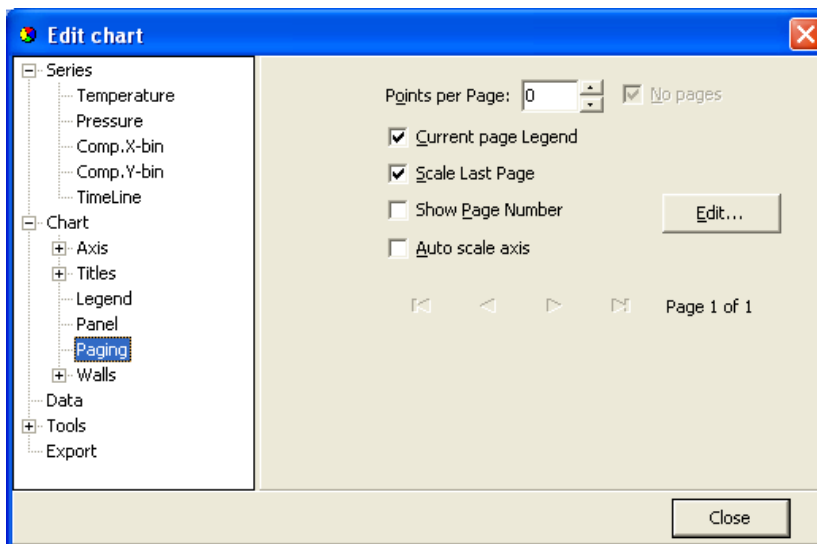 Edit chart
Series
Temperature
Pressure
Comp.X-bin
Comp.Y-bin
TimeLine
Chart
Axis
Titles
Legend
Panel
Paging
Walls
Data
Tools
Export
Points per Page: 0 No pages
Current page Legend
Scale Last Page
Show Page Number Edit...
Auto scale axis
Page 1 of 1
Close